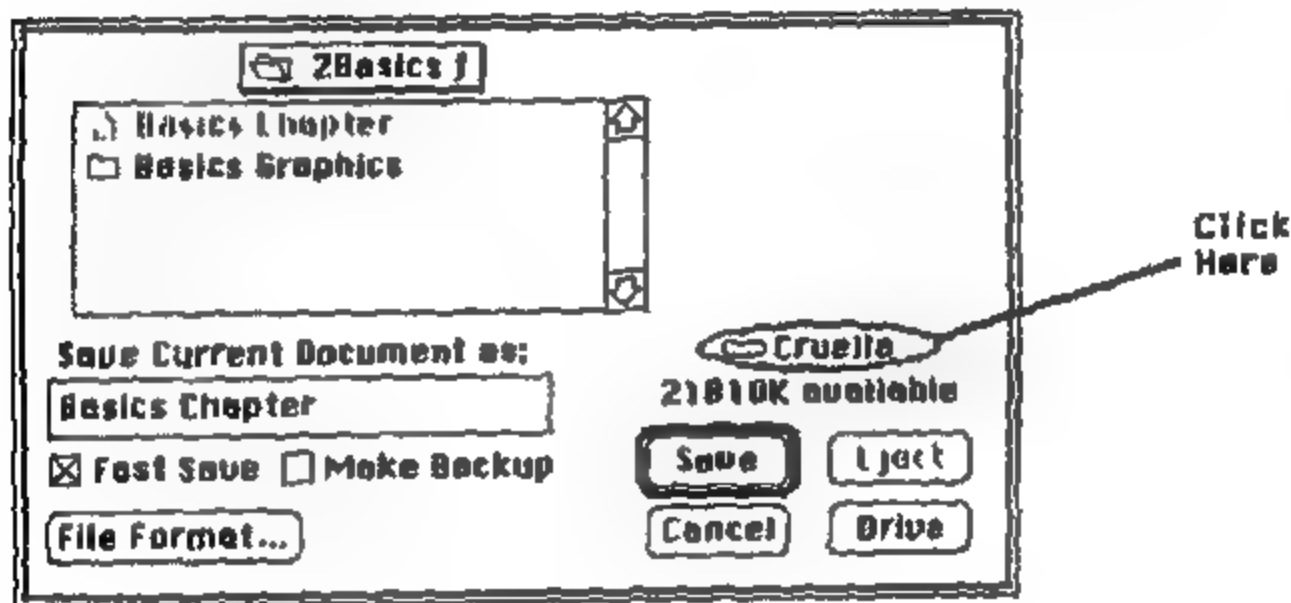 2Basics ƒ
Basics Chapter
Basics Graphics
Click
Here
Save Current Document as:
Cruella
21810K available
Basics Chapter
Fast Save Make Backup
Save Eject
File Format...
Cancel Drive